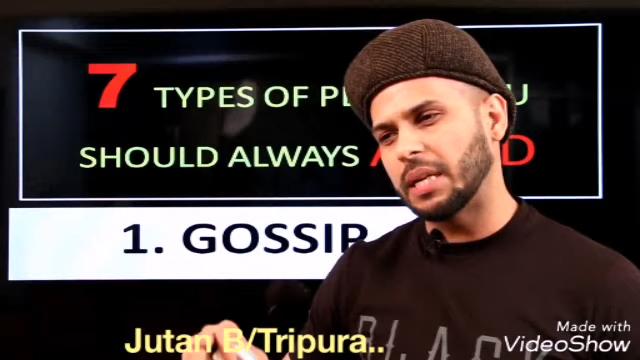 7 TYPES OF
SHOULD ALWAYS
1. GOSSIP
Jutan B/Tripura..
Made with
VideoShow